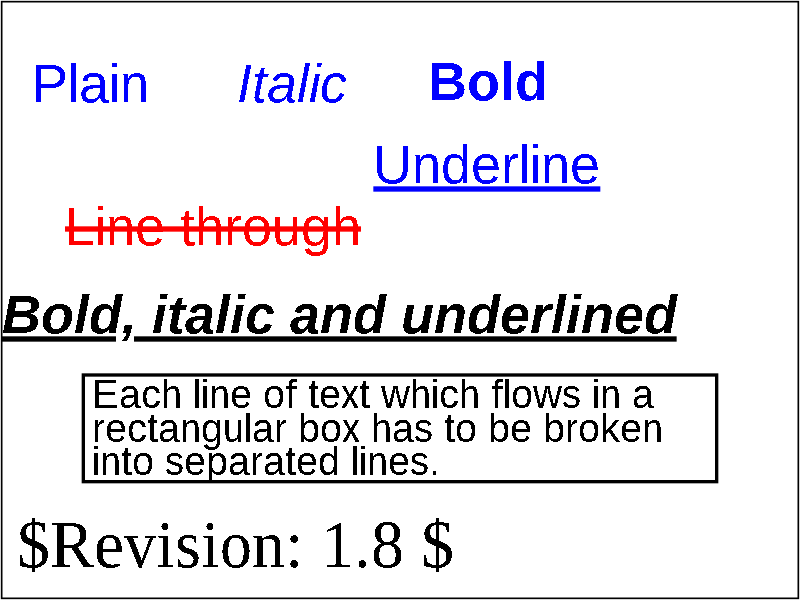 Plain Italic Bold
Underline
Line through
Bold, italic and underlined
Each line of text which flows in a
rectangular box has to be broken
into separated lines.
$Revision: 1.8 $